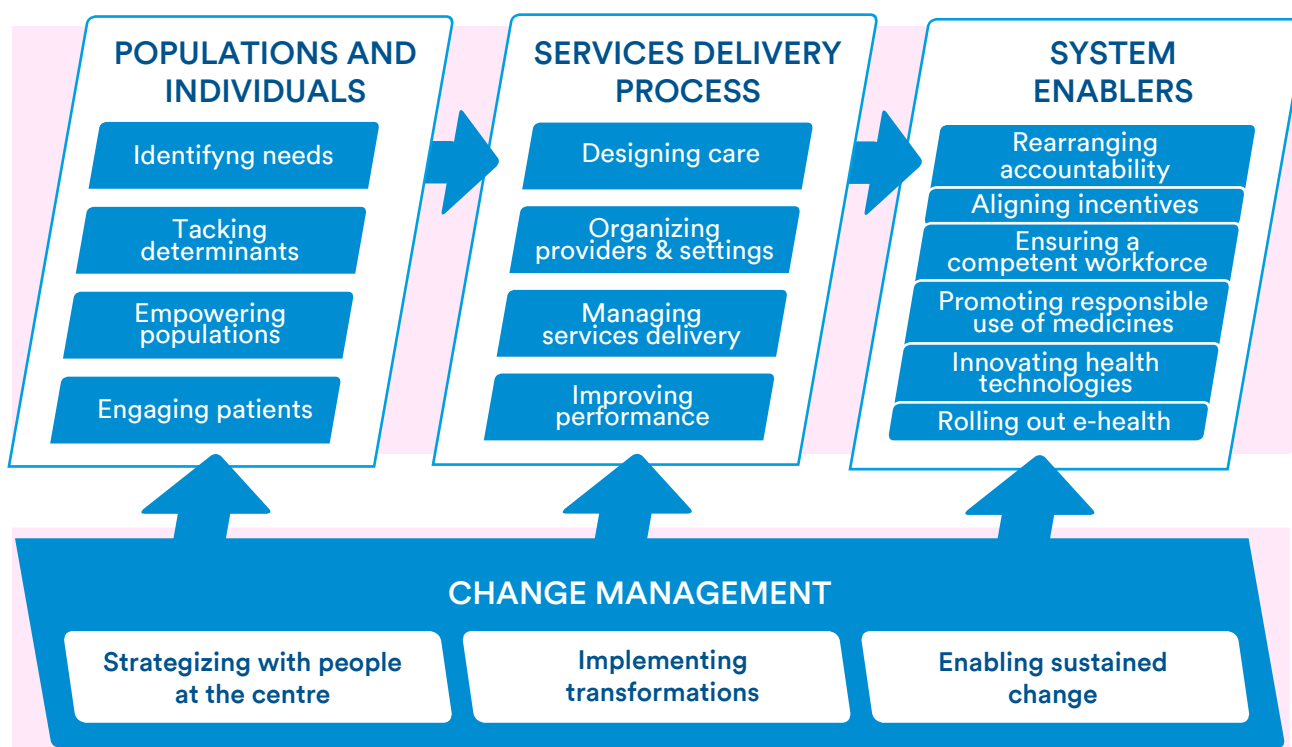 POPULATIONS AND
INDIVIDUALS
Identifyng needs
Tacking
determinants
Empowering
populations
Engaging patients
SERVICES DELIVERY
PROCESS
Designing care
Organizing
providers & settings
Managing
services delivery
Improving
performance
SYSTEM
ENABLERS
Rearranging
accountability
Aligning incentives
Ensuring a
competent workforce
Promoting responsible
use of medicines
Innovating health
technologies
Rolling out e-health
CHANGE MANAGEMENT
Strategizing with people
at the centre
Implementing
transformations
Enabling sustained
change